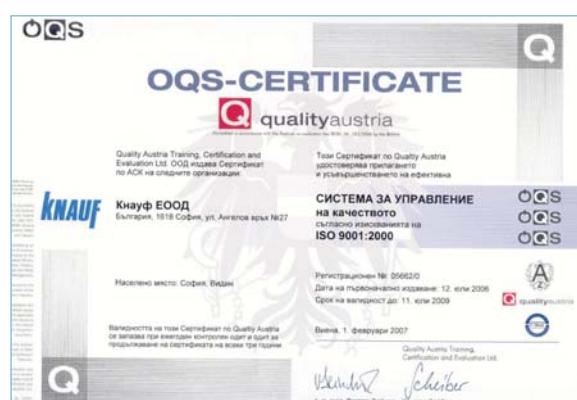 ÖQS
Q
OQS-CERTIFICATE
Q qualityaustria
Quality Austria Training, Certification and
Evaluation Ltd. ООД издава Сертификат
по АСК на следните организации:
Този Сертификат по Quality Austria
удостоверява прилагането
и усъвършенстването на ефективна
KNAUF
Кнауф ЕООД
България, 1618 София, ул. Ангелов връх №27
СИСТЕМА ЗА УПРАВЛЕНИЕ
на качеството
съгласно изискванията на
ISO 9001:2000
ÖQS
ÖQS
ÖQS
Населено място: София, Видин
Регистрационен №: 05662/0
Дата на първоначално издаване: 12. юли 2006
Срок на валидност до: 11. юли 2009
Q qualityaustria
Валидността на този Сертификат по Quality Austria
се запазва при ежегоден контролен одит и одит за
продължаване на сертификата на всеки три години
Виена, 1. февруари 2007
Quality Austria Training,
Certification and Evaluation Ltd.
Scheiber
Q